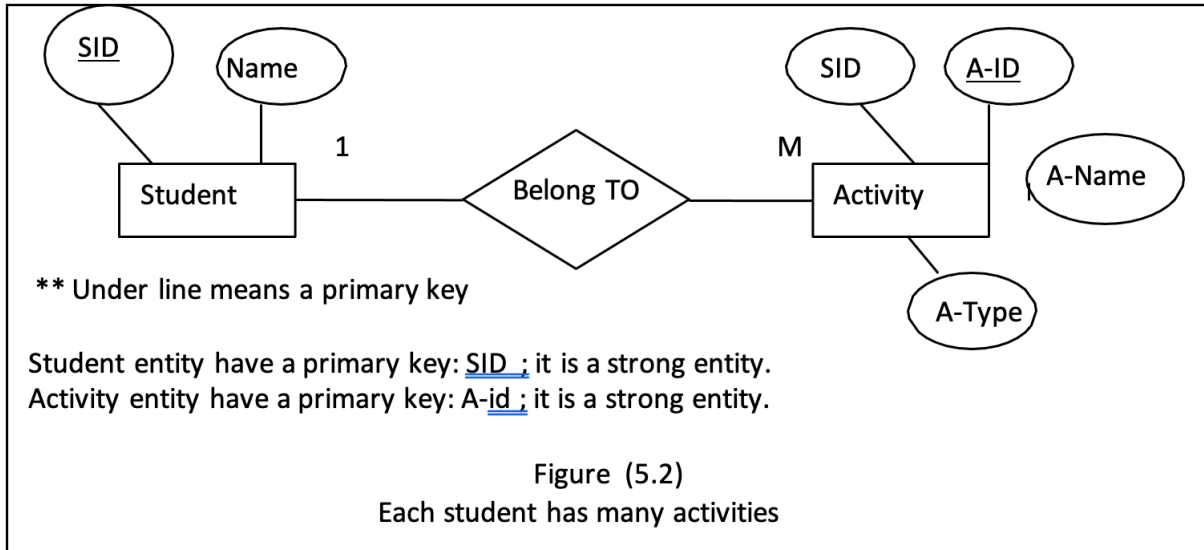 SID
Name
SID
A-ID
1
M
A-Name
Student
Belong TO
Activity
** Under line means a primary key
A-Type
Student entity have a primary key: SID ; it is a strong entity.
Activity entity have a primary key: A-id ; it is a strong entity.
Figure (5.2)
Each student has many activities